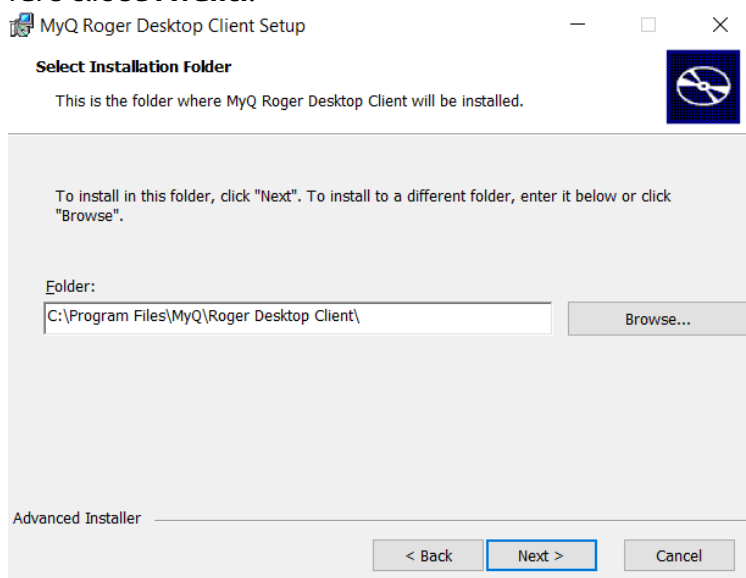 MyQ Roger Desktop Client Setup
Select Installation Folder
This is the folder where MyQ Roger Desktop Client will be installed.
To install in this folder, click "Next". To install to a different folder, enter it below or click
"Browse".
Folder:
C:\Program Files\MyQ\Roger Desktop Client\
Browse...
Advanced Installer
< Back
Next >
Cancel